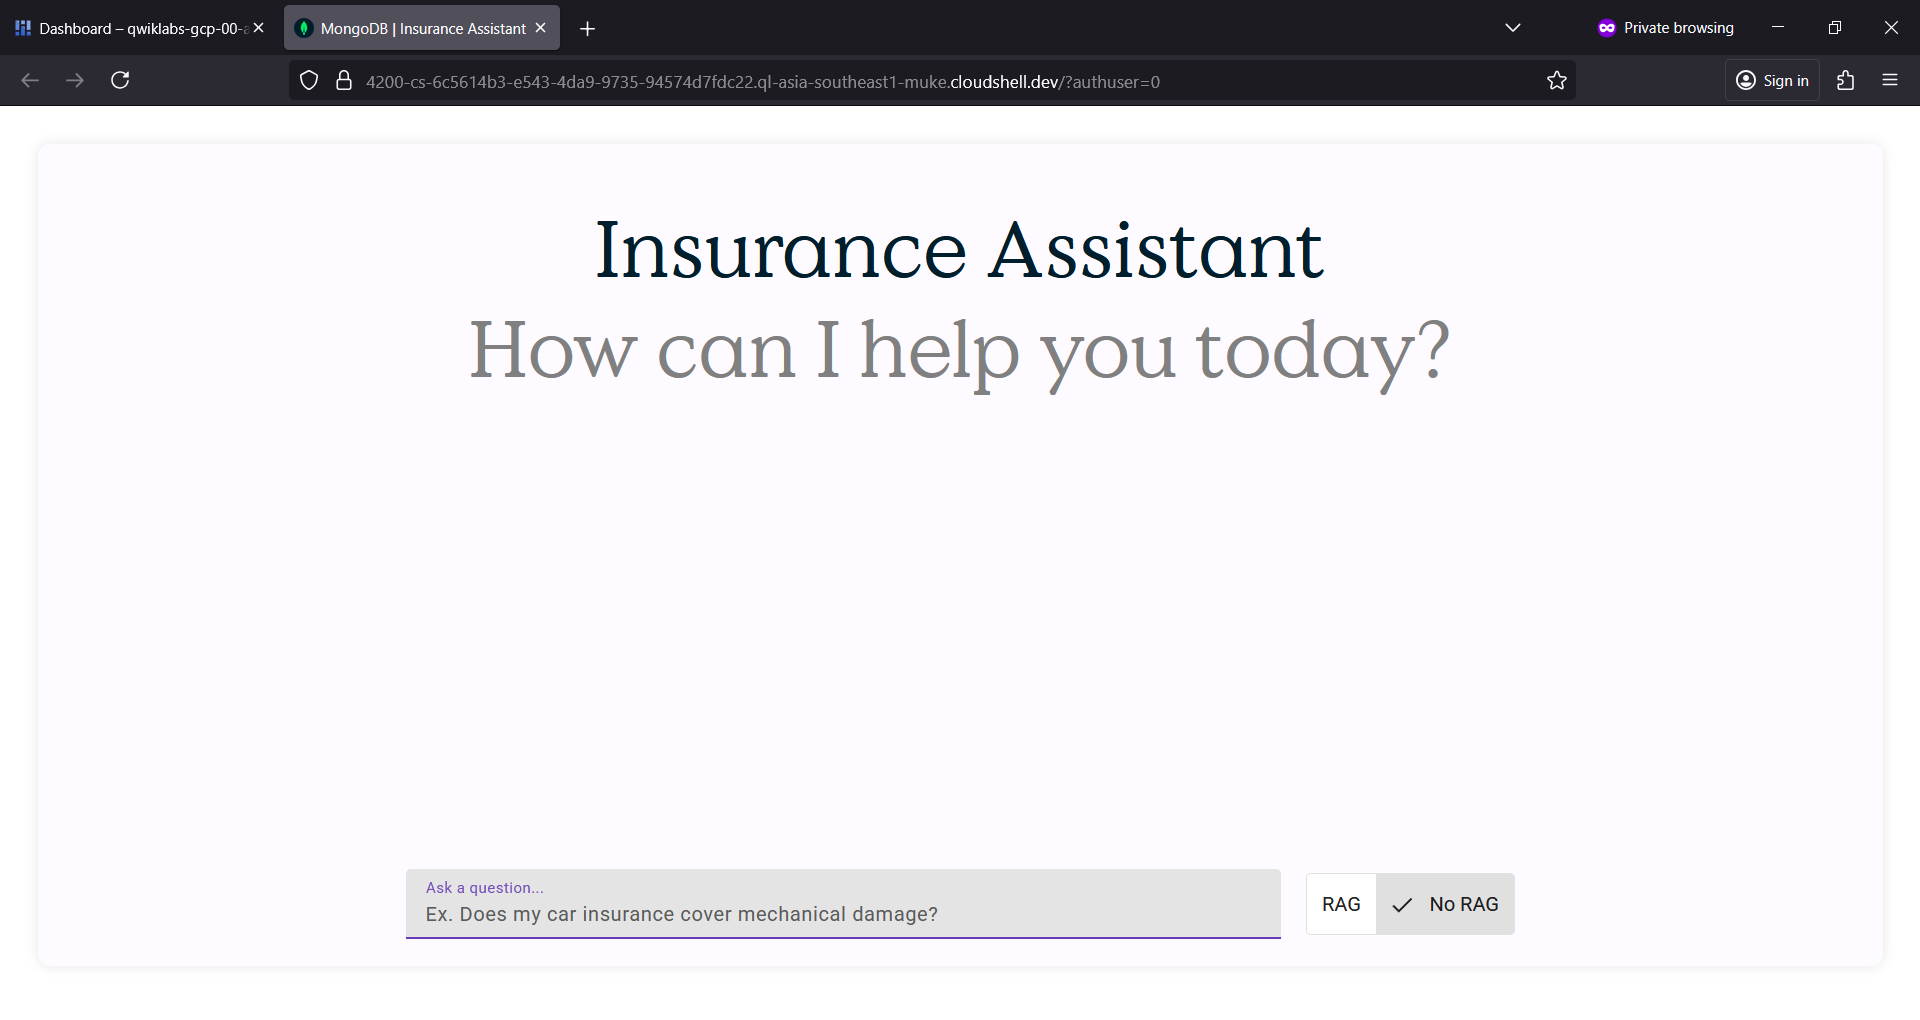 Dashboard – qwiklabs-gcp-00-
MongoDB | Insurance Assistant
Private browsing
4200-cs-6c5614b3-e543-4da9-9735-94574d7fdc22.ql-asia-southeast1-muke.cloudshell.dev/?authuser=0
Sign in
Insurance Assistant
How can I help you today?
Ask a question...
Ex. Does my car insurance cover mechanical damage?
RAG
No RAG